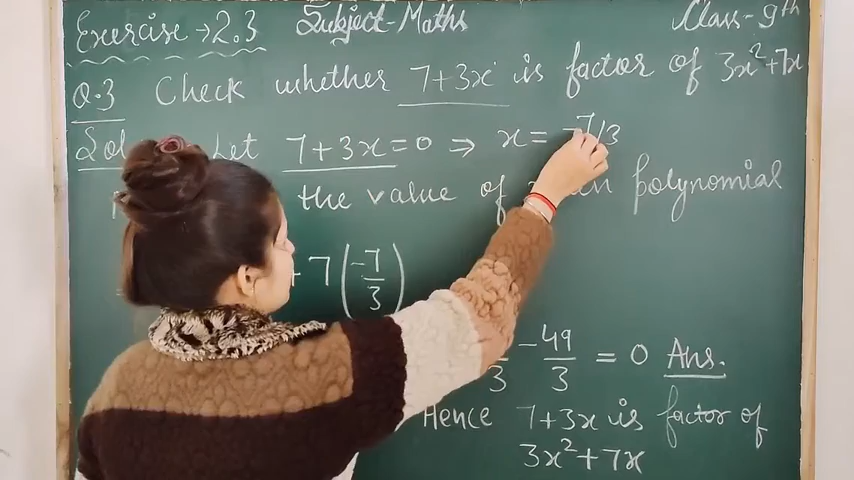 Exercise → 2.3 Subject - Maths Class - 9th
Q.3 Check whether 7+3x is factor of 3x²+7x
Sol Let 7+3x=0 ⇒ x= -7/3
the value of polynomial
+ 7(-7/3)
/3 - 49/3 = 0 Ans.
Hence 7+3x is factor of
3x²+7x